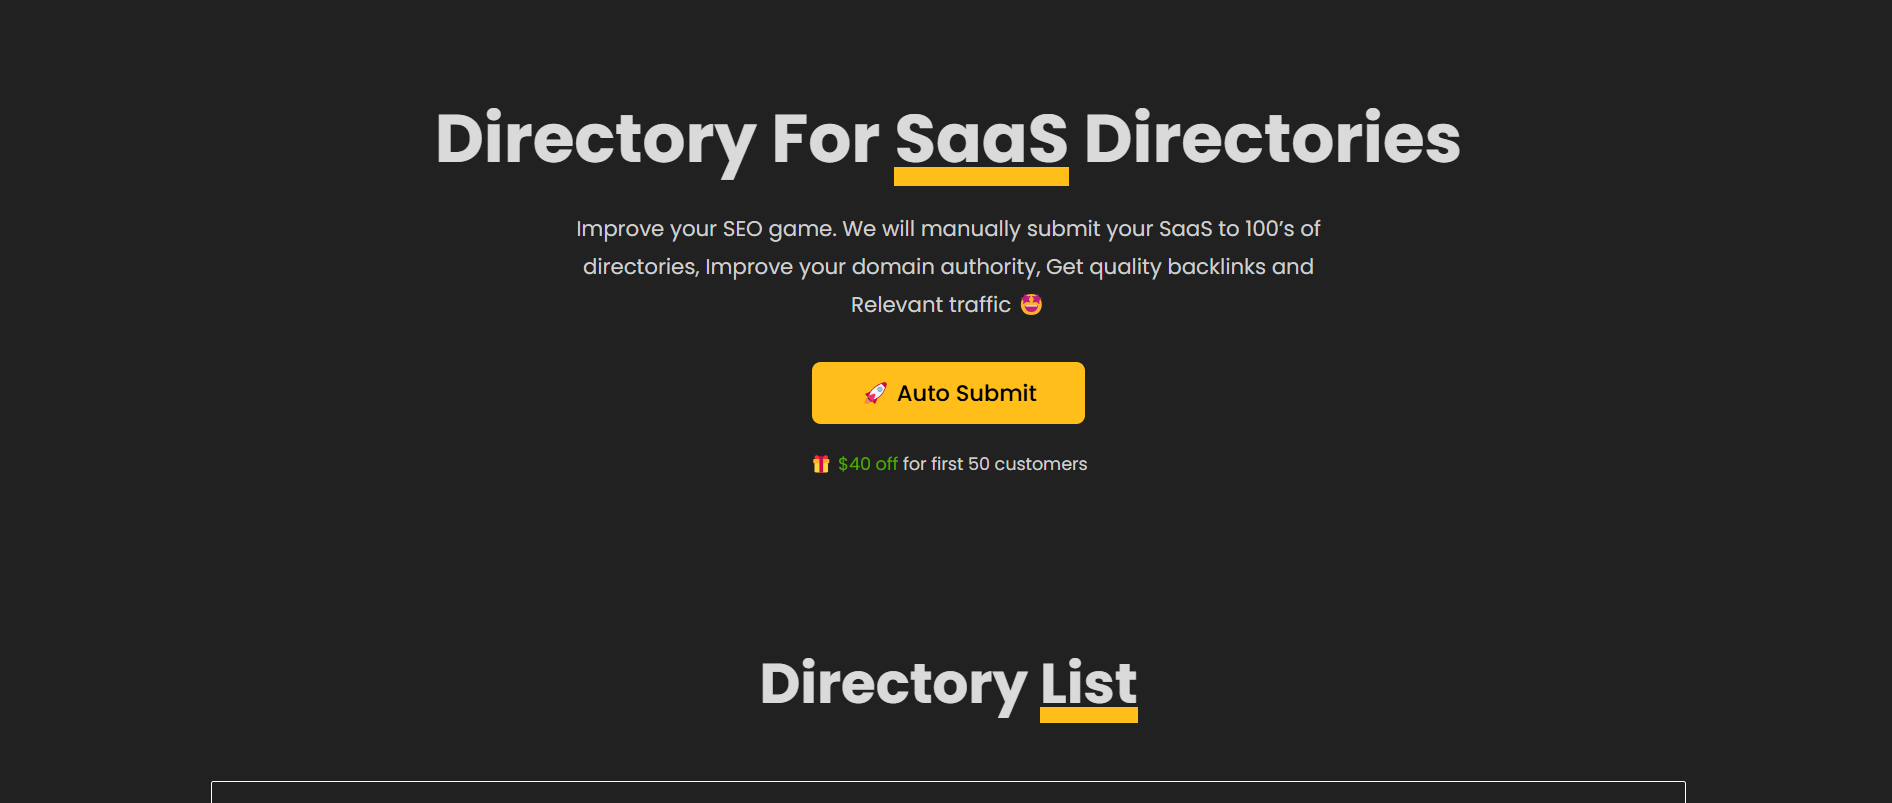 Directory For SaaS Directories
Improve your SEO game. We will manually submit your SaaS to 100’s of
directories, Improve your domain authority, Get quality backlinks and
Relevant traffic 🤩
🚀 Auto Submit
🎁 $40 off for first 50 customers
Directory List